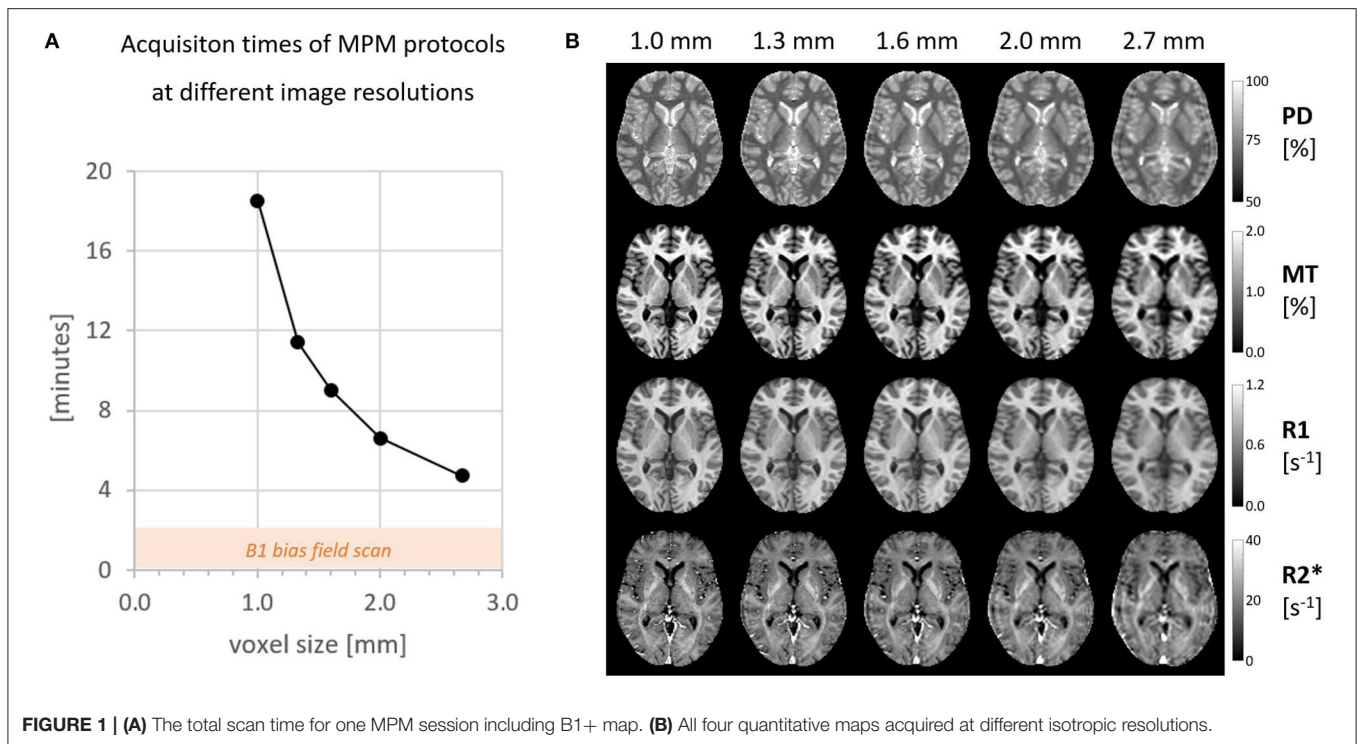 A
Acquisiton times of MPM protocols
at different image resolutions
[minutes]
20
16
12
8
4
0
B1 bias field scan
0.0 1.0 2.0 3.0
voxel size [mm]
B
1.0 mm 1.3 mm 1.6 mm 2.0 mm 2.7 mm
100
75
50
PD
[%]
2.0
1.0
0.0
MT
[%]
1.2
0.6
0.0
R1
[s⁻¹]
40
20
0
R2*
[s⁻¹]
FIGURE 1 | (A) The total scan time for one MPM session including B1+ map. (B) All four quantitative maps acquired at different isotropic resolutions.